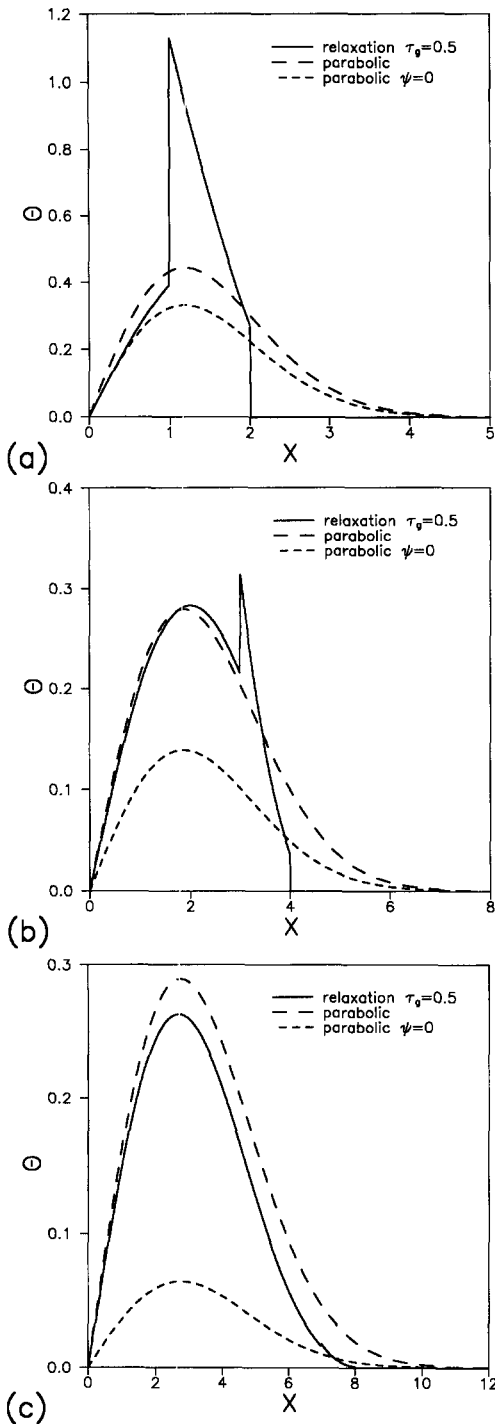 1.2
1.0
0.8
0.6
0.4
0.2
0.0
Θ
relaxation τg=0.5
parabolic
parabolic ψ=0
0 1 2 3 4 5
X
(a)
0.4
0.3
0.2
0.1
0.0
Θ
relaxation τg=0.5
parabolic
parabolic ψ=0
0 2 4 6 8
X
(b)
0.3
0.2
0.1
0.0
Θ
relaxation τg=0.5
parabolic
parabolic ψ=0
0 2 4 6 8 10 12
X
(c)